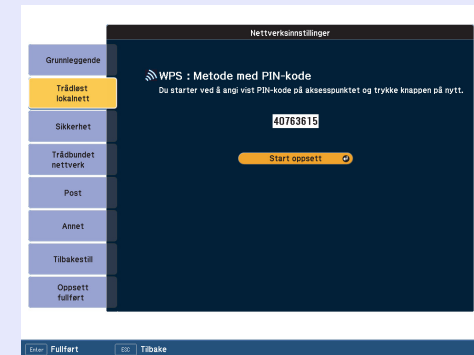 Nettverksinnstillinger
Grunnleggende
Trådløst
lokalnett
Sikkerhet
Trådbundet
nettverk
Post
Annet
Tilbakestill
Oppsett
fullført
WPS : Metode med PIN-kode
Du starter ved å angi vist PIN-kode på aksesspunktet og trykke knappen på nytt.
40763615
Start oppsett
Enter Fullført ESC Tilbake